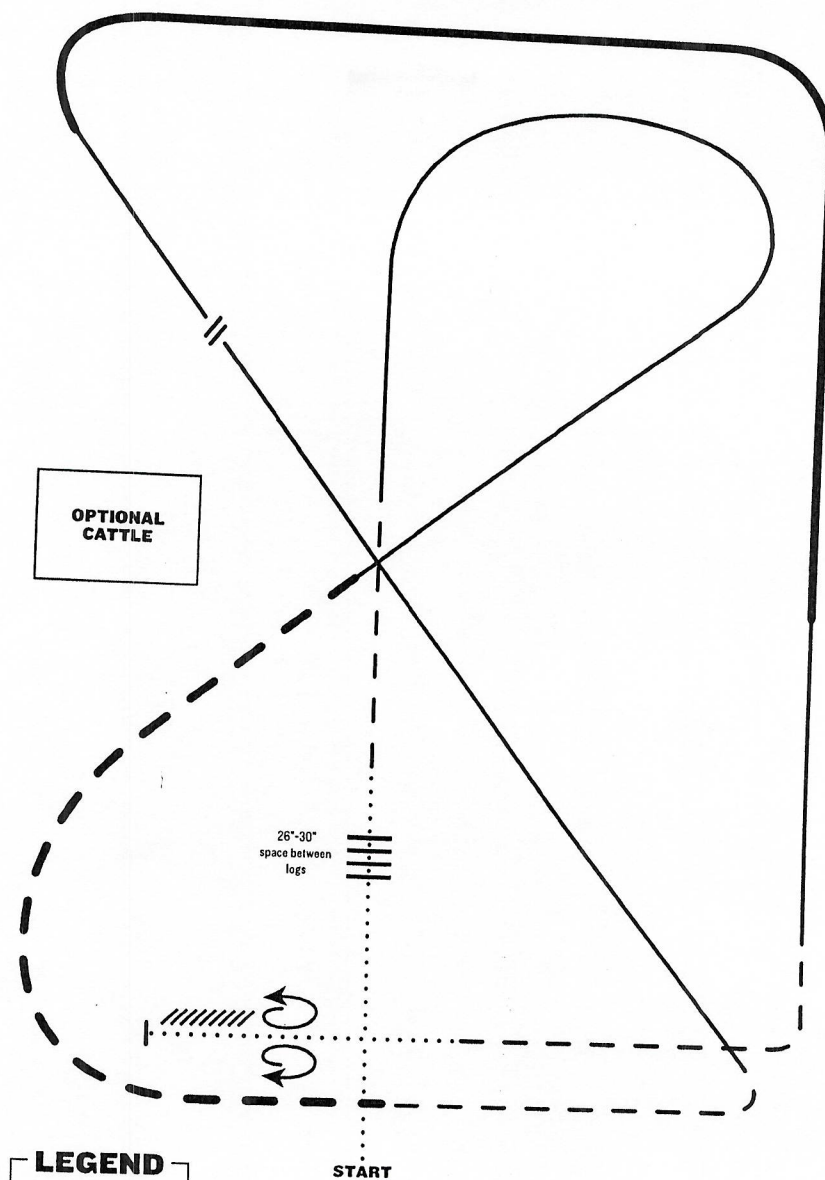 OPTIONAL
CATTLE
26"-30"
space between
logs
START
LEGEND